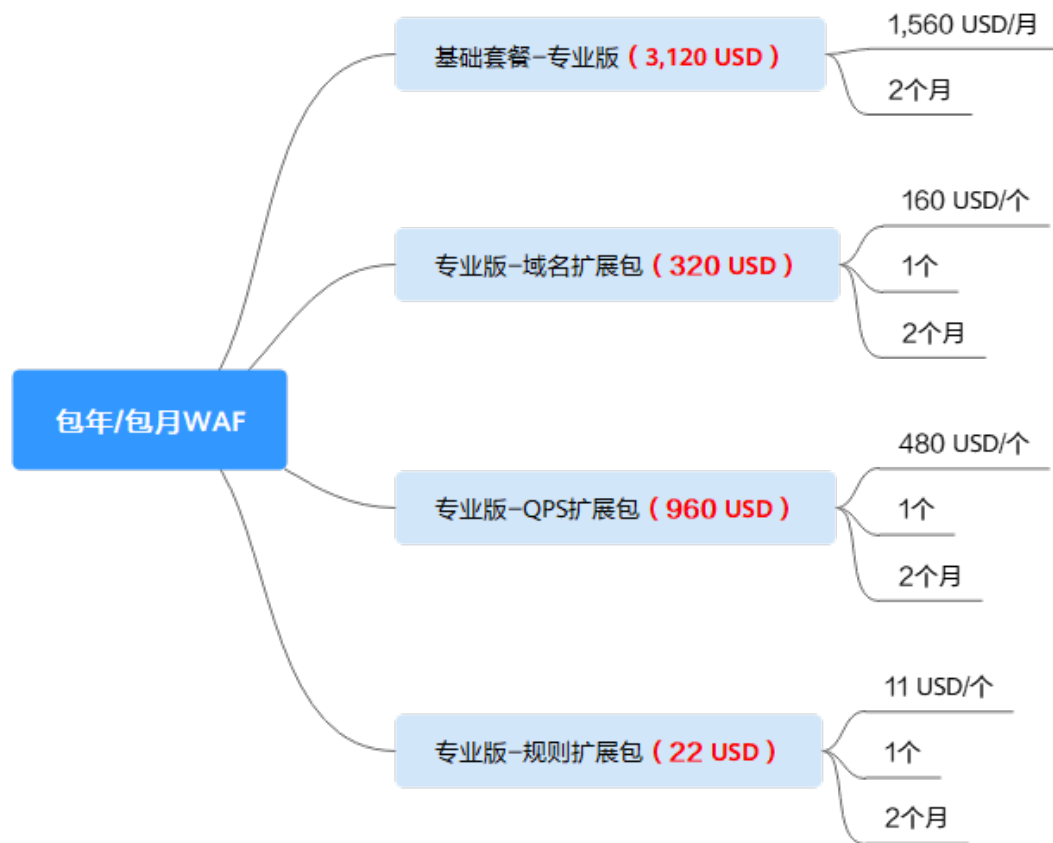 包年/包月WAF
基础套餐-专业版（3,120 USD）
1,560 USD/月
2个月
专业版-域名扩展包（320 USD）
160 USD/个
1个
2个月
专业版-QPS扩展包（960 USD）
480 USD/个
1个
2个月
专业版-规则扩展包（22 USD）
11 USD/个
1个
2个月